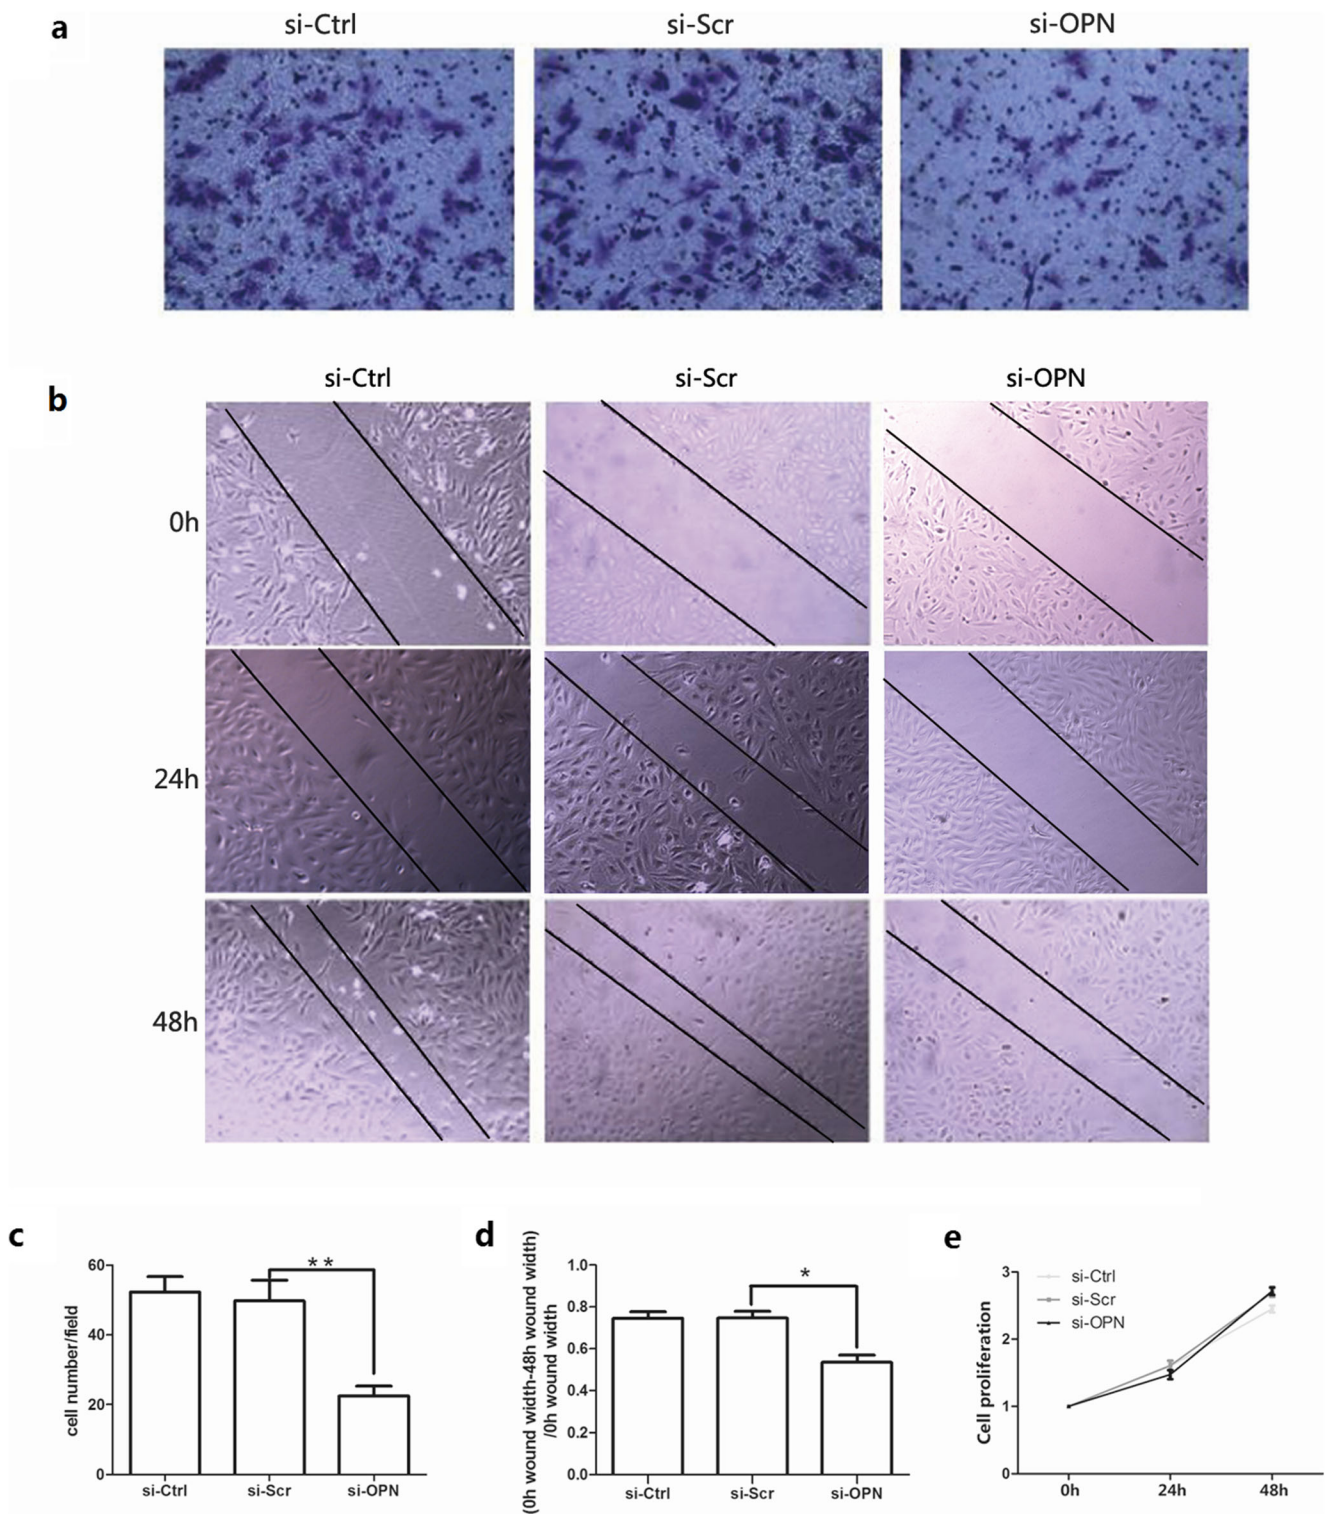 a
si-Ctrl si-Scr si-OPN
b
si-Ctrl si-Scr si-OPN
0h
24h
48h
c
cell number/field
60
40
20
0
**
si-Ctrl si-Scr si-OPN
d
(0h wound width-48h wound width)
/0h wound width
1.0
0.8
0.6
0.4
0.2
0.0
*
si-Ctrl si-Scr si-OPN
e
Cell proliferation
3
2
1
0
si-Ctrl
si-Scr
si-OPN
0h 24h 48h